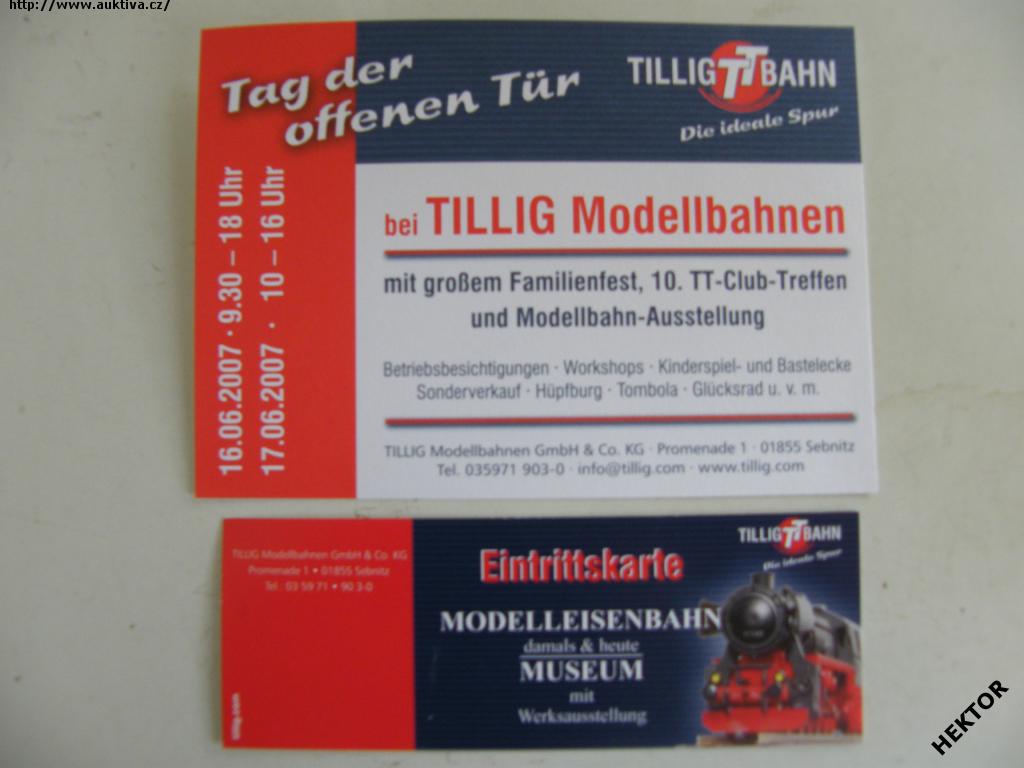 http://www.auktiva.cz/
Tag der
offenen Tür
TILLIG TT BAHN
Die ideale Spur
16.06.2007 · 9.30 – 18 Uhr
17.06.2007 · 10 – 16 Uhr
bei TILLIG Modellbahnen
mit großem Familienfest, 10. TT-Club-Treffen
und Modellbahn-Ausstellung
Betriebsbesichtigungen · Workshops · Kinderspiel- und Bastelecke
Sonderverkauf · Hüpfburg · Tombola · Glücksrad u. v. m.
TILLIG Modellbahnen GmbH & Co. KG · Promenade 1 · 01855 Sebnitz
Tel. 035971 903-0 · info@tillig.com · www.tillig.com
TILLIG Modellbahnen GmbH & Co. KG
Promenade 1 • 01855 Sebnitz
Tel.: 03 59 71 • 90 3-0
tillig.com
TILLIG TT BAHN
Die ideale Spur
Eintrittskarte
MODELLEISENBAHN
damals & heute
MUSEUM
mit
Werksausstellung
HEKTOR